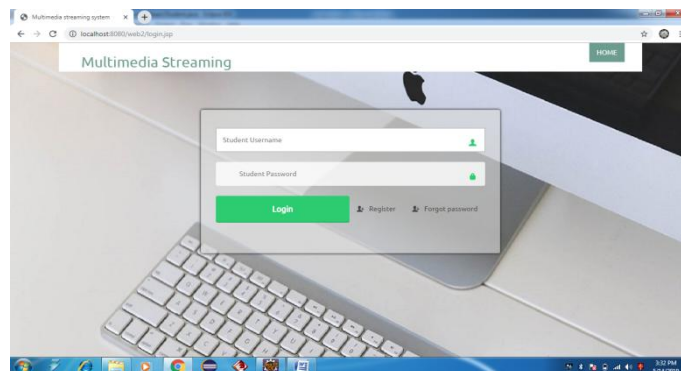 Multimedia streaming system
localhost:8080/web2/login.jsp
Multimedia Streaming
HOME
Student Username
Student Password
Login
Register
Forgot password
3:32 PM